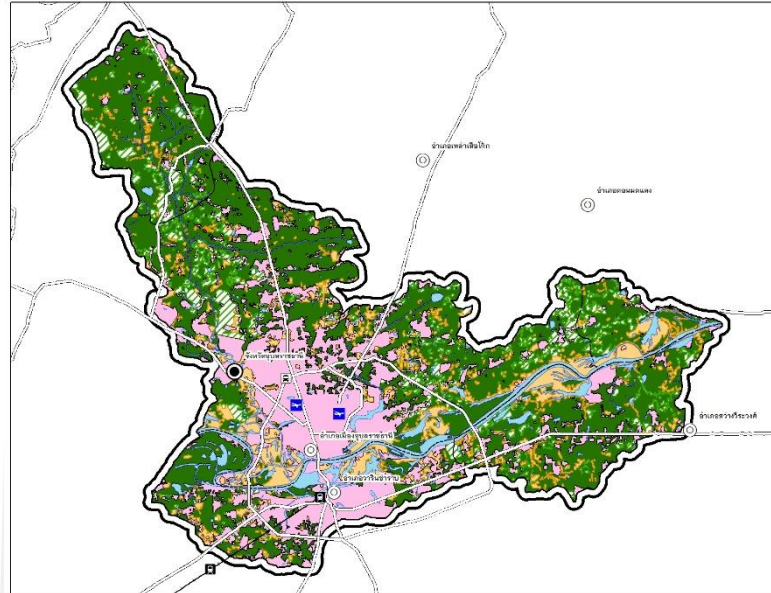 อำเภอเหล่าเสือโก้ก
อำเภอดอนมดแดง
จังหวัดอุบลราชธานี
อำเภอสว่างวีระวงศ์
อำเภอเมืองอุบลราชธานี
อำเภอวารินชำราบ